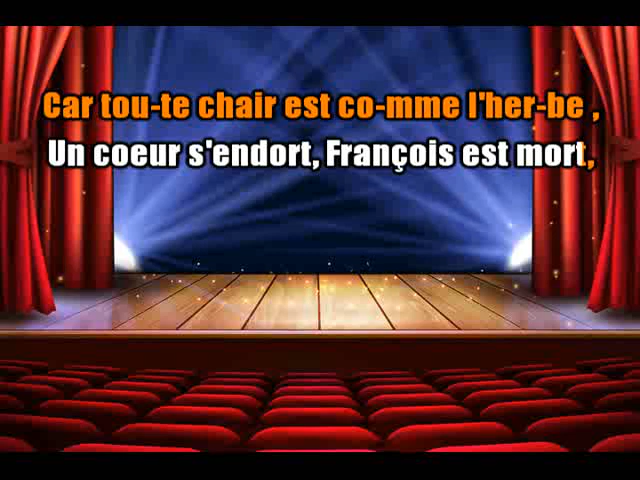 Car tou-te chair est co-mme l'her-be ,
Un coeur s'endort, François est mort,